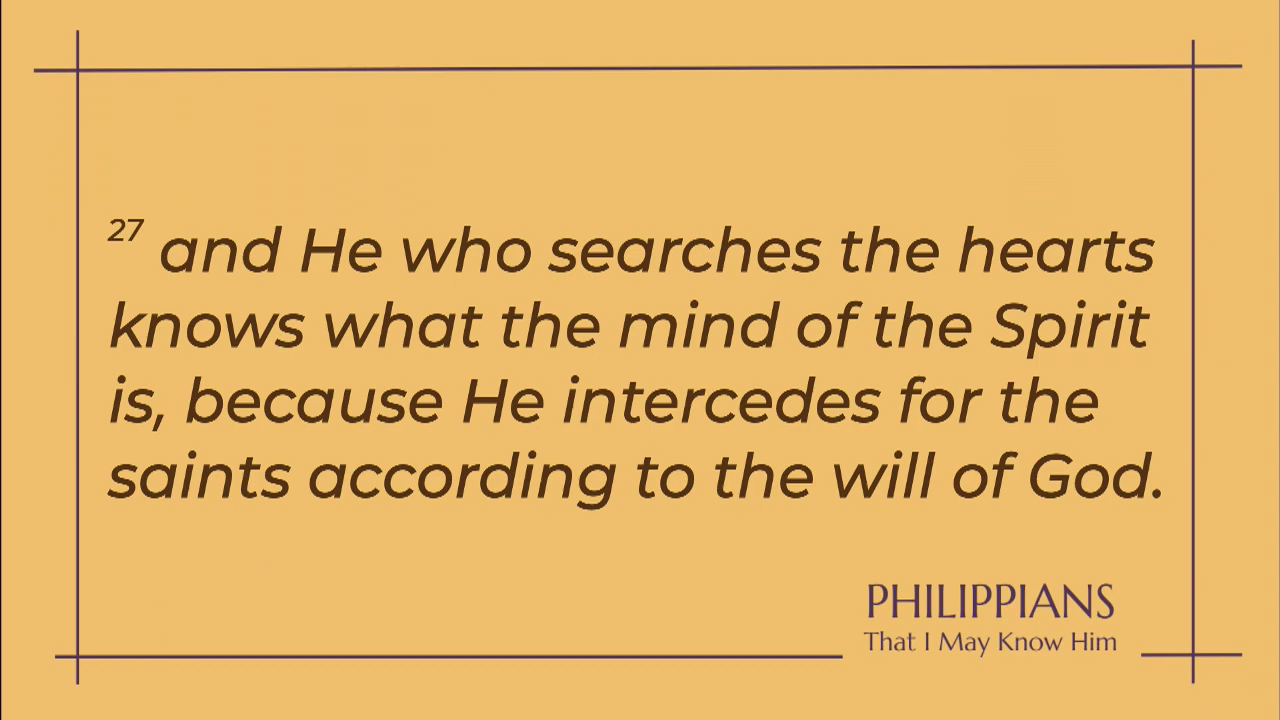 27 and He who searches the hearts
knows what the mind of the Spirit
is, because He intercedes for the
saints according to the will of God.
PHILIPPIANS
That I May Know Him